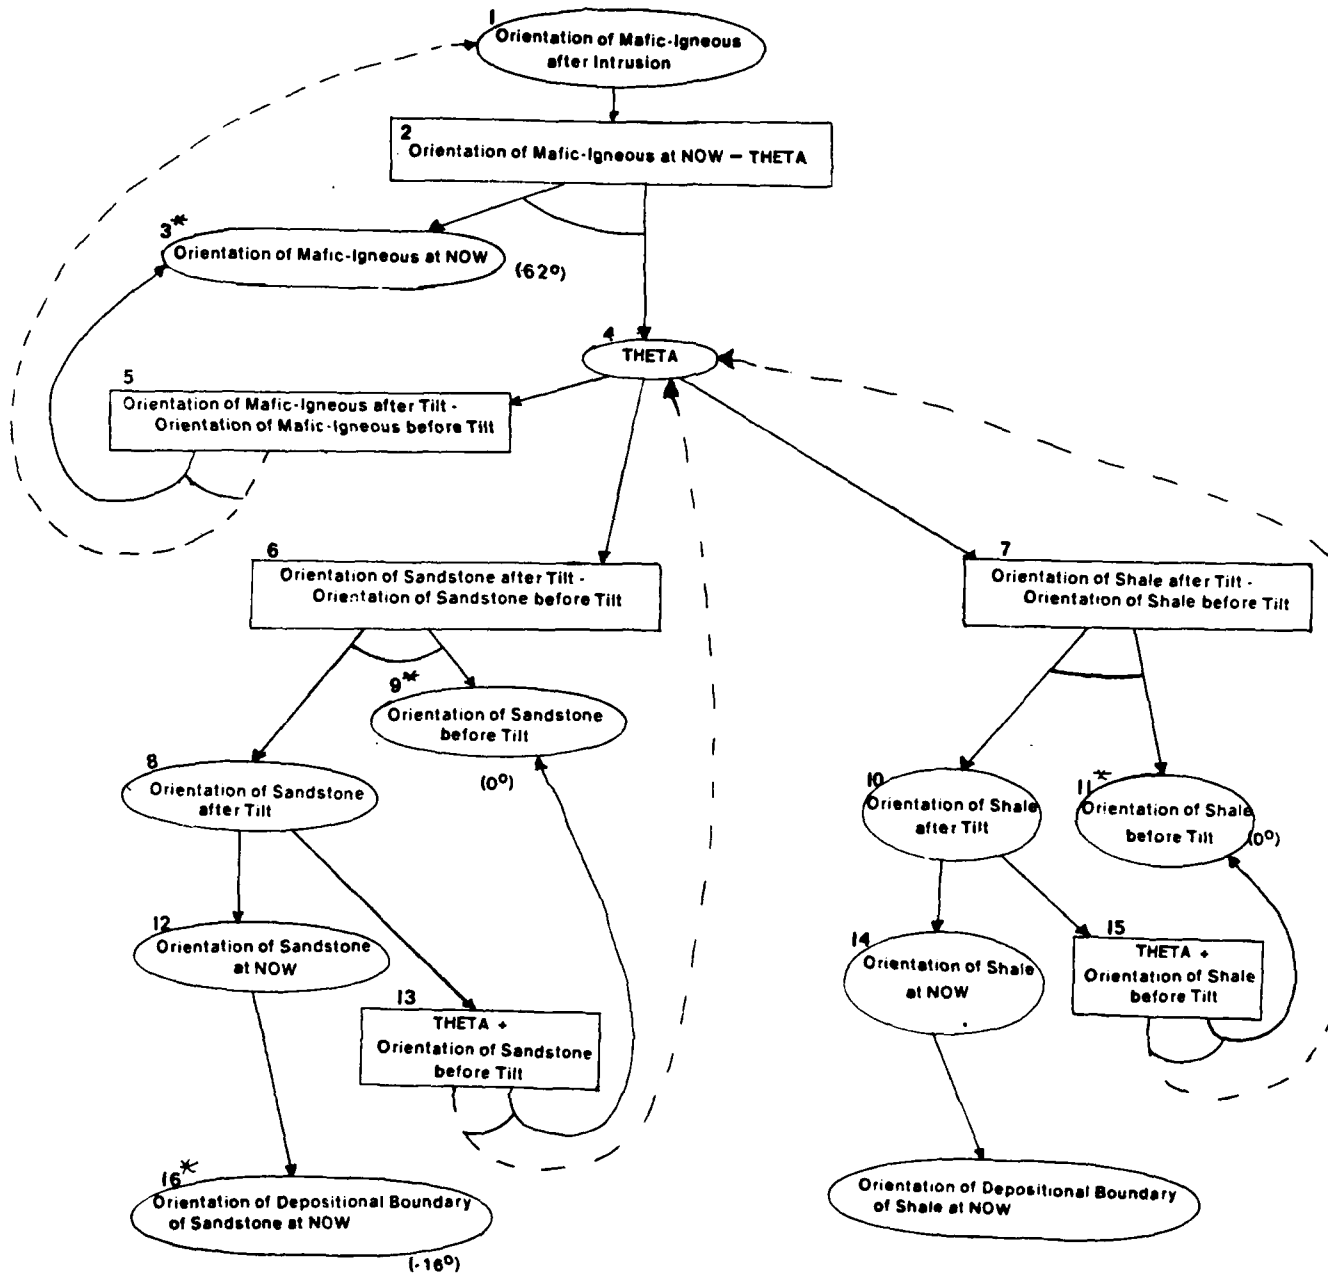 1
Orientation of Mafic-Igneous
after Intrusion
2
Orientation of Mafic-Igneous at NOW – THETA
3*
Orientation of Mafic-Igneous at NOW
(-62º)
4
THETA
5
Orientation of Mafic-Igneous after Tilt -
Orientation of Mafic-Igneous before Tilt
6
Orientation of Sandstone after Tilt -
Orientation of Sandstone before Tilt
7
Orientation of Shale after Tilt -
Orientation of Shale before Tilt
8
Orientation of Sandstone
after Tilt
9*
Orientation of Sandstone
before Tilt
(0º)
10
Orientation of Shale
after Tilt
11*
Orientation of Shale
before Tilt
(0º)
12
Orientation of Sandstone
at NOW
13
THETA +
Orientation of Sandstone
before Tilt
14
Orientation of Shale
at NOW
15
THETA +
Orientation of Shale
before Tilt
16*
Orientation of Depositional Boundary
of Sandstone at NOW
(-16º)
Orientation of Depositional Boundary
of Shale at NOW